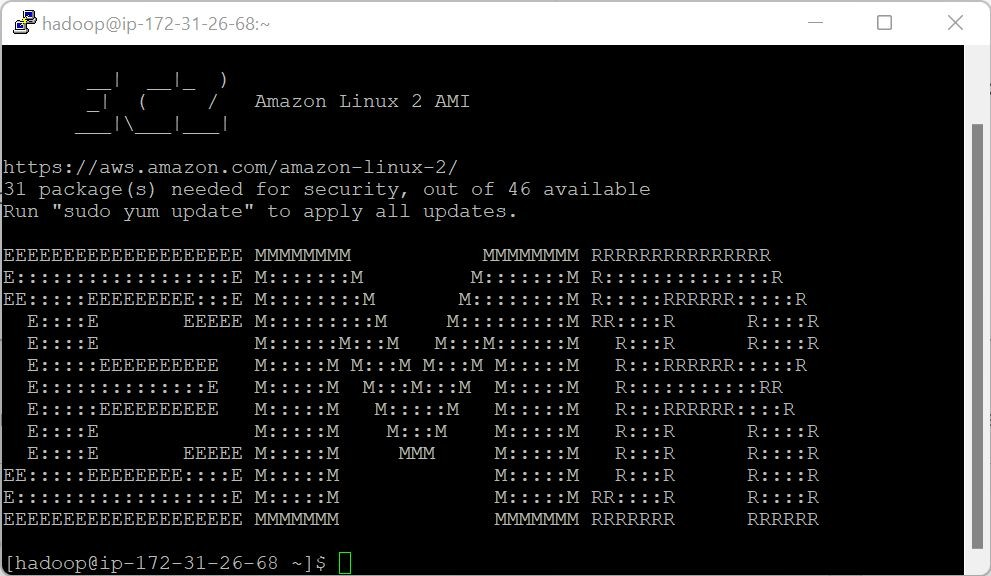 hadoop@ip-172-31-26-68:~
       __|  __|_  )
       _|  (     /   Amazon Linux 2 AMI
      ___|\___|___|
https://aws.amazon.com/amazon-linux-2/
31 package(s) needed for security, out of 46 available
Run "sudo yum update" to apply all updates.
EEEEEEEEEEEEEEEEEEEE MMMMMMMM           MMMMMMMM RRRRRRRRRRRRRRR
E::::::::::::::::::E M:::::::M         M:::::::M R::::::::::::::R
EE:::::EEEEEEEEE:::E M::::::::M       M::::::::M R:::::RRRRRR:::::R
  E::::E       EEEEE M:::::::::M     M:::::::::M RR::::R      R::::R
  E::::E             M::::::M:::M   M:::M::::::M   R:::R      R::::R
  E:::::EEEEEEEEEE   M:::::M M:::M M:::M M:::::M   R:::RRRRRR:::::R
  E::::::::::::::E   M:::::M  M:::M:::M  M:::::M   R:::::::::::RR
  E:::::EEEEEEEEEE   M:::::M   M:::::M   M:::::M   R:::RRRRRR::::R
  E::::E             M:::::M    M:::M    M:::::M   R:::R      R::::R
  E::::E       EEEEE M:::::M     MMM     M:::::M   R:::R      R::::R
EE:::::EEEEEEEE::::E M:::::M             M:::::M   R:::R      R::::R
E::::::::::::::::::E M:::::M             M:::::M RR::::R      R::::R
EEEEEEEEEEEEEEEEEEEE MMMMMMM             MMMMMMM RRRRRRR      RRRRRR
[hadoop@ip-172-31-26-68 ~]$